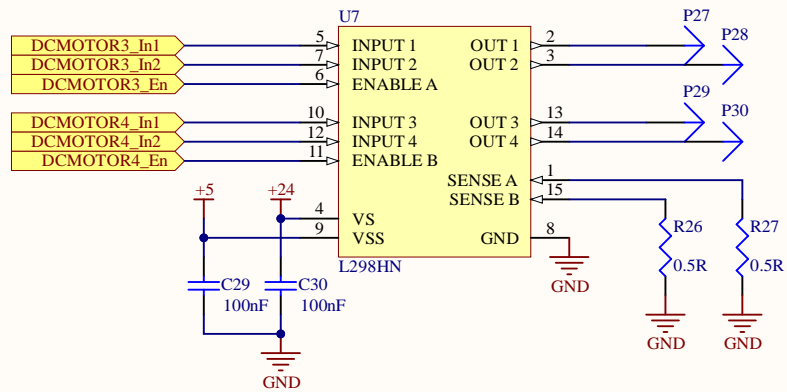 U7
P27
P28
DCMOTOR3_In1 5 INPUT 1 OUT 1 2
DCMOTOR3_In2 7 INPUT 2 OUT 2 3
DCMOTOR3_En 6 ENABLE A
P29
P30
DCMOTOR4_In1 10 INPUT 3 OUT 3 13
DCMOTOR4_In2 12 INPUT 4 OUT 4 14
DCMOTOR4_En 11 ENABLE B
SENSE A 1
+5 +24 SENSE B 15
4 VS
9 VSS GND 8
R26 R27
0.5R 0.5R
L298HN
C29 C30
100nF 100nF
GND
GND GND
GND